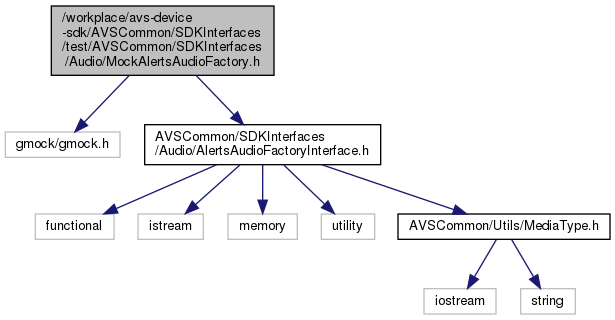 /workplace/avs-device
-sdk/AVSCommon/SDKInterfaces
/test/AVSCommon/SDKInterfaces
/Audio/MockAlertsAudioFactory.h
gmock/gmock.h
AVSCommon/SDKInterfaces
/Audio/AlertsAudioFactoryInterface.h
functional
istream
memory
utility
AVSCommon/Utils/MediaType.h
iostream
string